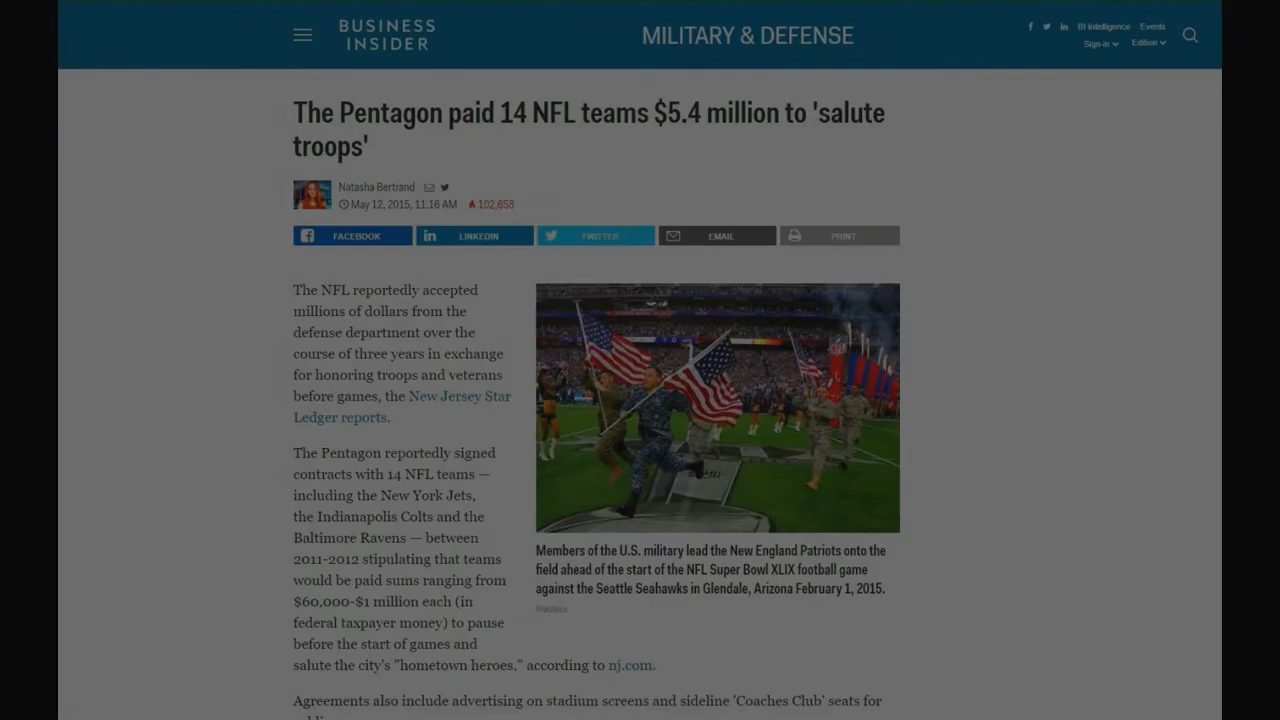 BUSINESS
INSIDER
MILITARY & DEFENSE
BI Intelligence Events
Sign-in Edition
The Pentagon paid 14 NFL teams $5.4 million to 'salute
troops'
Natasha Bertrand
May 12, 2015, 11:16 AM 102,658
FACEBOOK
LINKEDIN
TWITTER
EMAIL
PRINT
The NFL reportedly accepted
millions of dollars from the
defense department over the
course of three years in exchange
for honoring troops and veterans
before games, the New Jersey Star
Ledger reports.
The Pentagon reportedly signed
contracts with 14 NFL teams —
including the New York Jets,
the Indianapolis Colts and the
Baltimore Ravens — between
2011-2012 stipulating that teams
would be paid sums ranging from
$60,000-$1 million each (in
federal taxpayer money) to pause
before the start of games and
salute the city's "hometown heroes," according to nj.com.
Members of the U.S. military lead the New England Patriots onto the
field ahead of the start of the NFL Super Bowl XLIX football game
against the Seattle Seahawks in Glendale, Arizona February 1, 2015.
Reuters
Agreements also include advertising on stadium screens and sideline 'Coaches Club' seats for